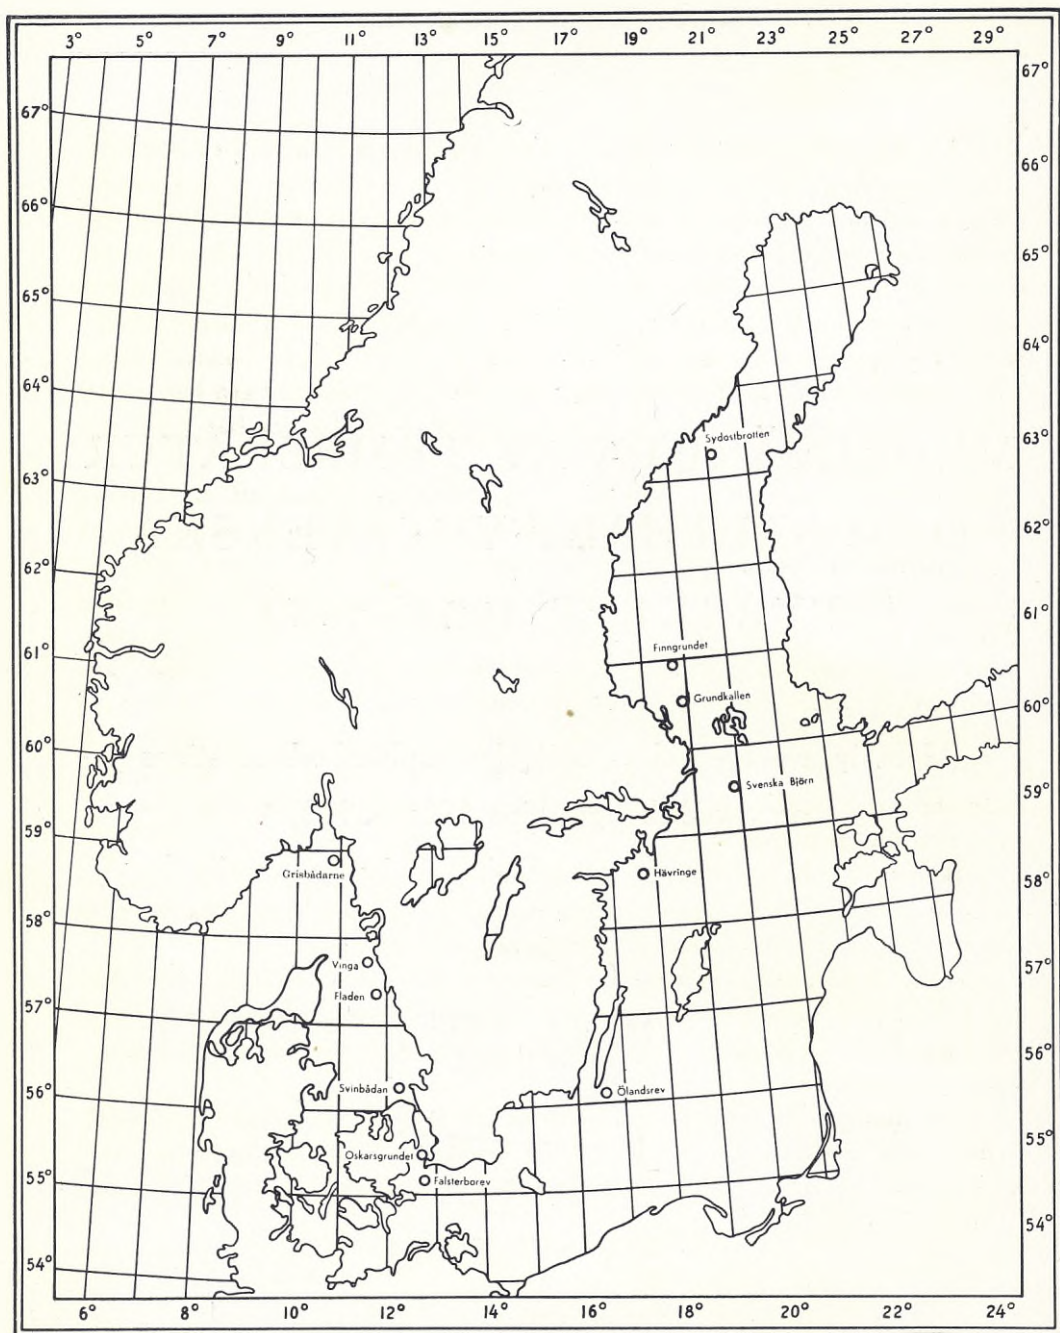 3° 5° 7° 9° 11° 13° 15° 17° 19° 21° 23° 25° 27° 29°
67° 67°
66° 66°
65° 65°
64° 64°
63° 63°
62° 62°
61° 61°
60° 60°
59° 59°
58° 58°
57° 57°
56° 56°
55° 55°
54° 54°
Sydostbrotten
Finngrundet
Grundkallen
Svenska Björn
Grisbådarne
Hävringe
Vinga
Fladen
Svinbådan
Ölandsrev
Oskarsgrundet
Falsterborev
6° 8° 10° 12° 14° 16° 18° 20° 22° 24°